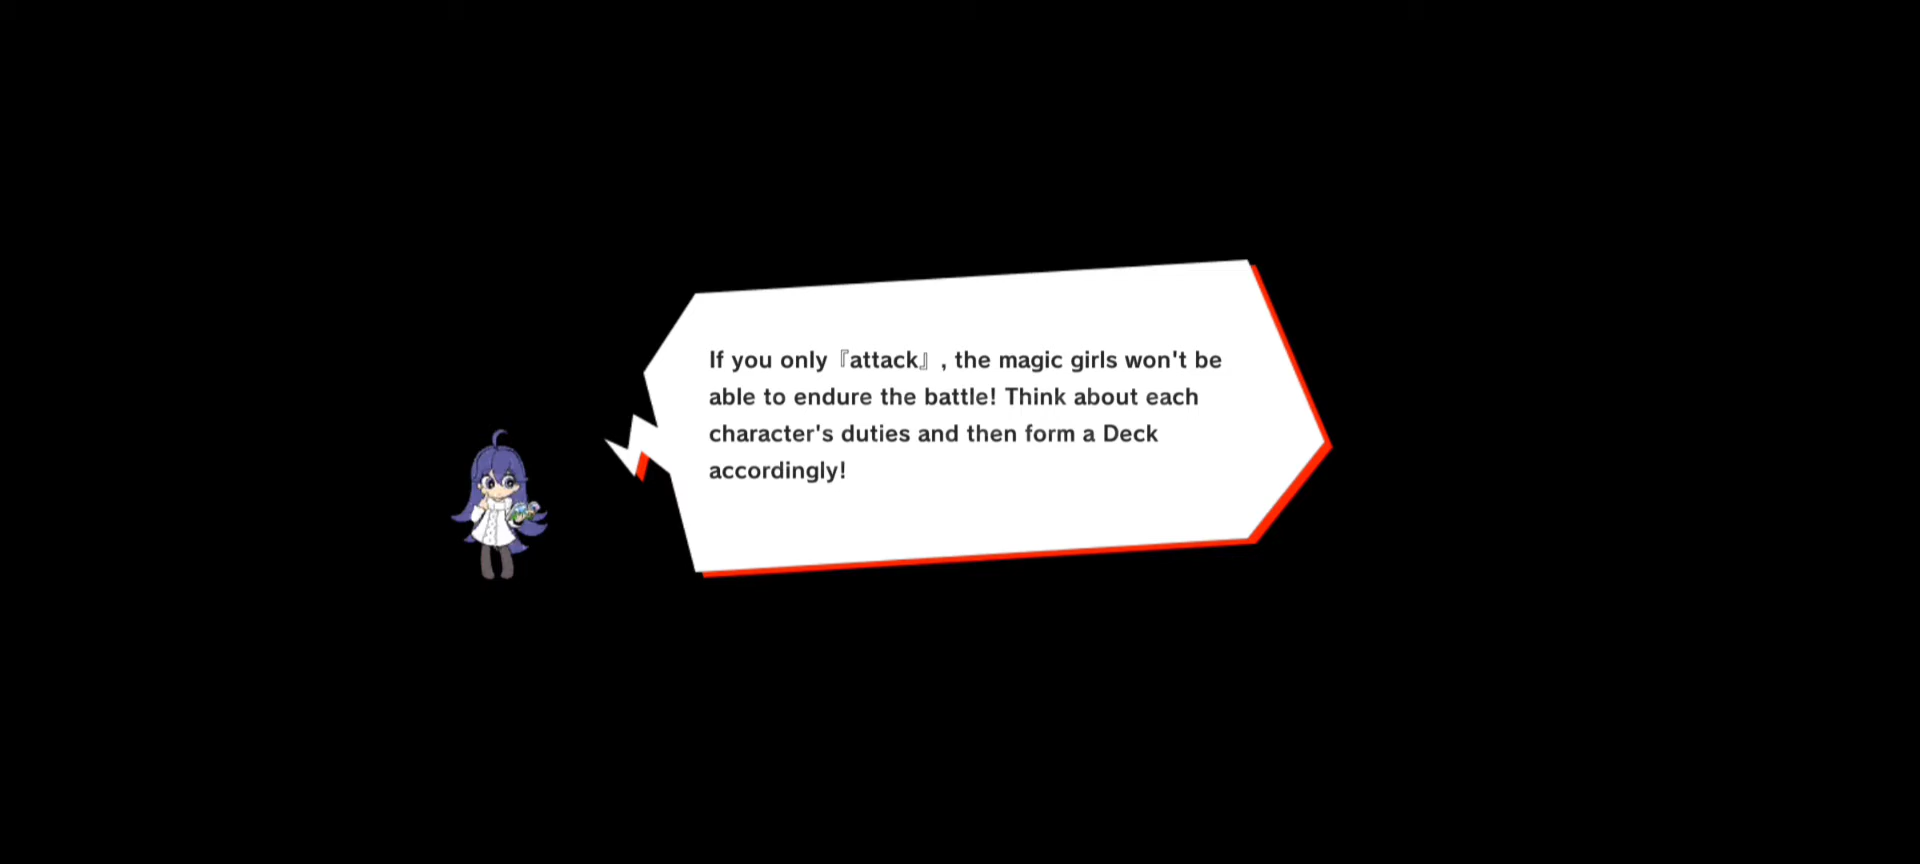 If you only『attack』, the magic girls won't be
able to endure the battle! Think about each
character's duties and then form a Deck
accordingly!